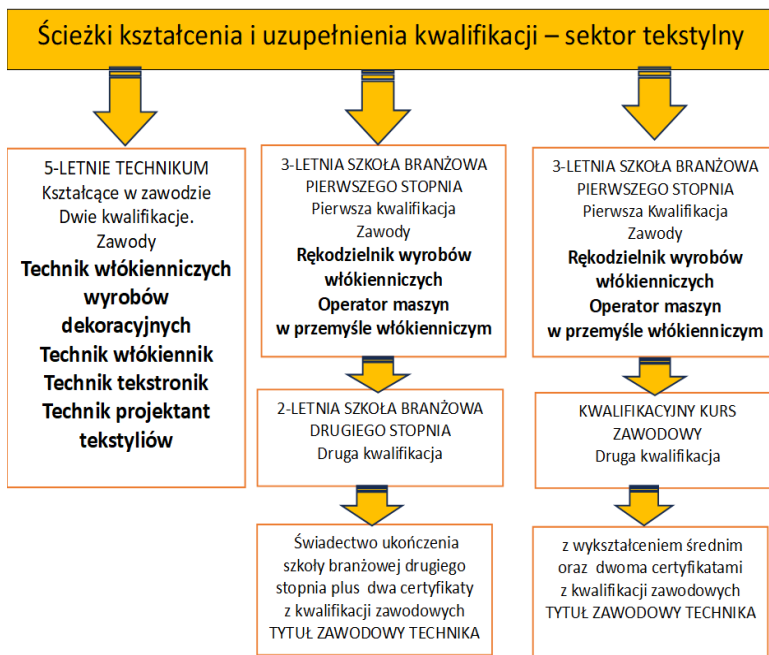 Ścieżki kształcenia i uzupełnienia kwalifikacji – sektor tekstylny
5-LETNIE TECHNIKUM
Kształcące w zawodzie
Dwie kwalifikacje.
Zawody
Technik włókienniczych
wyrobów
dekoracyjnych
Technik włókiennik
Technik tekstronik
Technik projektant
tekstyliów
3-LETNIA SZKOŁA BRANŻOWA
PIERWSZEGO STOPNIA
Pierwsza kwalifikacja
Zawody
Rękodzielnik wyrobów
włókienniczych
Operator maszyn
w przemyśle włókienniczym
2-LETNIA SZKOŁA BRANŻOWA
DRUGIEGO STOPNIA
Druga kwalifikacja
Świadectwo ukończenia
szkoły branżowej drugiego
stopnia plus dwa certyfikaty
z kwalifikacji zawodowych
TYTUŁ ZAWODOWY TECHNIKA
3-LETNIA SZKOŁA BRANŻOWA
PIERWSZEGO STOPNIA
Pierwsza Kwalifikacja
Zawody
Rękodzielnik wyrobów
włókienniczych
Operator maszyn
w przemyśle włókienniczym
KWALIFIKACYJNY KURS
ZAWODOWY
Druga kwalifikacja
z wykształceniem średnim
oraz dwoma certyfikatami
z kwalifikacji zawodowych
TYTUŁ ZAWODOWY TECHNIKA